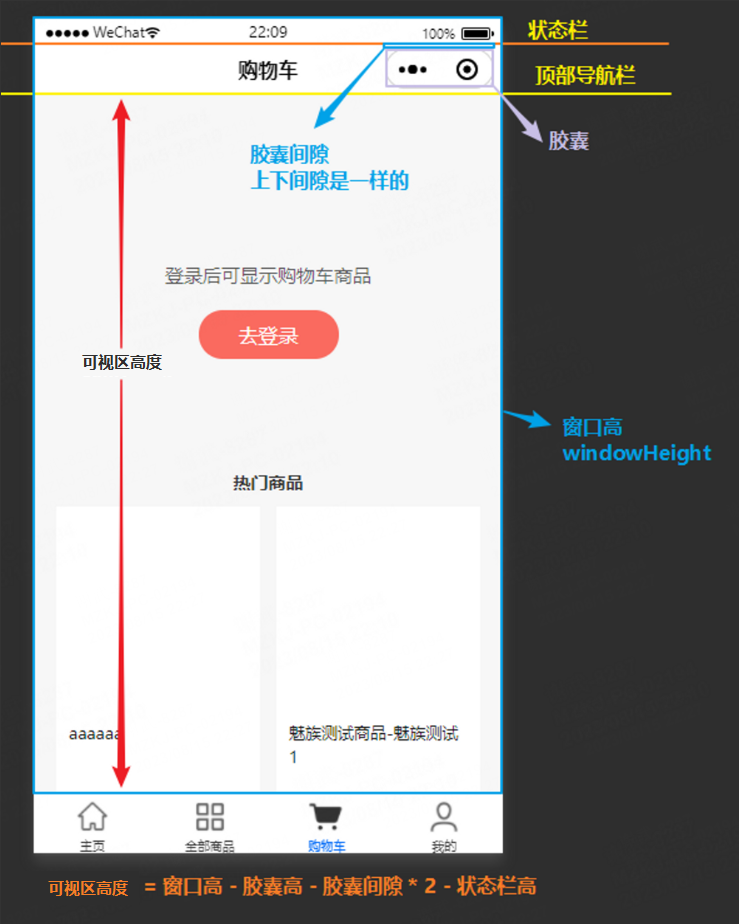 WeChat 22:09 100%
状态栏
购物车
顶部导航栏
胶囊
胶囊间隙
上下间隙是一样的
登录后可显示购物车商品
去登录
可视区高度
窗口高
windowHeight
热门商品
aaaaaa
魅族测试商品-魅族测试
1
主页 全部商品 购物车 我的
可视区高度 = 窗口高 - 胶囊高 - 胶囊间隙 * 2 - 状态栏高